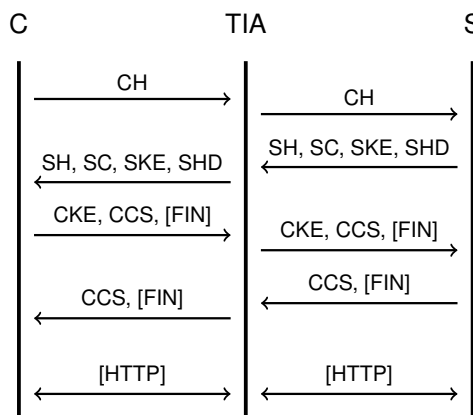 C TIA S
CH
CH
SH, SC, SKE, SHD
SH, SC, SKE, SHD
CKE, CCS, [FIN]
CKE, CCS, [FIN]
CCS, [FIN]
CCS, [FIN]
[HTTP] [HTTP]